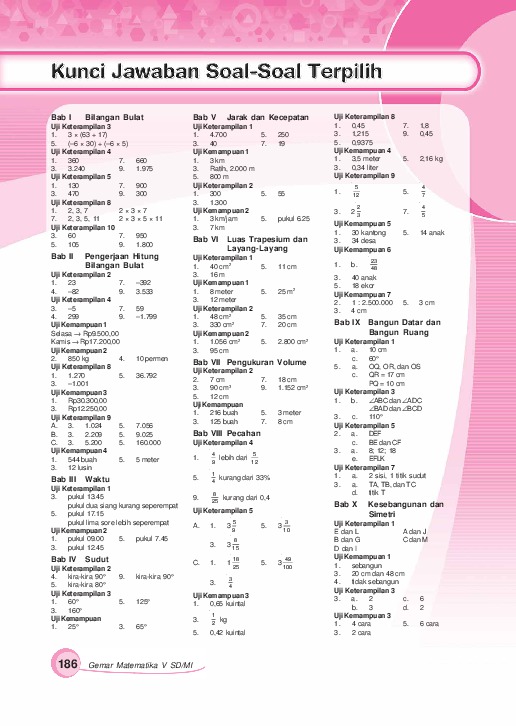 Kunci Jawaban Soal-Soal Terpilih
Bab I Bilangan Bulat
Uji Keterampilan 3
1. 3 × (63 + 17)
5. (–6 × 30) + (–6 × 5)
Uji Keterampilan 4
1. 360 7. 660
3. 3.240 9. 1.975
Uji Keterampilan 5
1. 130 7. 900
3. 470 9. 300
Uji Keterampilan 8
1. 2, 3, 7 2 × 3 × 7
7. 2, 3, 5, 11 2 × 3 × 5 × 11
Uji Keterampilan 10
3. 60 7. 950
5. 105 9. 1.800
Bab II Pengerjaan Hitung
Bilangan Bulat
Uji Keterampilan 2
1. 23 7. –392
4. –82 9. 3.533
Uji Keterampilan 4
3. –5 7. 59
4. 299 9. –1.799
Uji Kemampuan 1
Selasa → Rp9.500,00
Kamis → Rp17.200,00
Uji Kemampuan 2
2. 850 kg 4. 10 permen
Uji Keterampilan 8
1. 1.270 5. 36.792
3. –1.001
Uji Kemampuan 3
1. Rp30.300,00
3. Rp12.250,00
Uji Keterampilan 9
A. 3. 1.024 5. 7.056
B. 3. 2.209 5. 9.025
C. 3. 5.200 5. 160.000
Uji Kemampuan 4
1. 544 buah 5. 5 meter
3. 12 lusin
Bab III Waktu
Uji Keterampilan 1
3. pukul 13.45
pukul dua siang kurang seperempat
5. pukul 17.15
pukul lima sore lebih seperempat
Uji Kemampuan 2
1. pukul 09.00 5. pukul 7.45
3. pukul 12.45
Bab IV Sudut
Uji Keterampilan 2
4. kira-kira 90° 9. kira-kira 90°
5. kira-kira 80°
Uji Keterampilan 3
1. 60° 5. 125°
3. 160°
Uji Kemampuan
1. 25° 3. 65°
Bab V Jarak dan Kecepatan
Uji Keterampilan 1
1. 4.700 5. 250
3. 40 7. 19
Uji Kemampuan 1
1. 3 km
3. Ratih, 2.000 m
5. 800 m
Uji Keterampilan 2
1. 300 5. 55
3. 1.300
Uji Kemampuan 2
1. 3 km/jam 5. pukul 6.25
3. 7 km
Bab VI Luas Trapesium dan
Layang-Layang
Uji Keterampilan 1
1. 40 cm² 5. 11 cm
3. 16 m
Uji Kemampuan 1
1. 8 meter 5. 25 m²
3. 12 meter
Uji Keterampilan 2
1. 48 cm² 5. 35 cm
3. 330 cm² 7. 20 cm
Uji Kemampuan 2
1. 1.056 cm² 5. 2.800 cm²
3. 95 cm
Bab VII Pengukuran Volume
Uji Keterampilan 2
2. 7 cm 7. 18 cm
3. 90 cm³ 9. 1.152 cm³
5. 12 cm
Uji Kemampuan
1. 216 buah 5. 3 meter
3. 125 buah 7. 8 cm
Bab VIII Pecahan
Uji Keterampilan 4
1. 4/9 lebih dari 5/12
5. 1/4 kurang dari 33%
9. 8/25 kurang dari 0,4
Uji Keterampilan 5
A. 1. 3 5/9 5. 3 3/10
3. 3 8/15
C. 1. 1 18/25 5. 3 49/100
3. 3/4
Uji Kemampuan 3
1. 0,65 kuintal
3. 1/2 kg
5. 0,42 kuintal
Uji Keterampilan 8
1. 0,45 7. 1,8
3. 1,215 9. 0,45
5. 0,9375
Uji Kemampuan 4
1. 3,5 meter 5. 2,16 kg
3. 0,34 liter
Uji Keterampilan 9
1. 5/12 5. 4/7
3. 2 2/3 7. 4/5
Uji Kemampuan 5
1. 30 kantong 5. 14 anak
3. 34 desa
Uji Kemampuan 6
1. b. 23/48
3. 40 anak
5. 18 ekor
Uji Kemampuan 7
2. 1 : 2.500.000 5. 3 cm
3. 4 cm
Bab IX Bangun Datar dan
Bangun Ruang
Uji Keterampilan 1
1. a. 10 cm
c. 60°
5. a. OQ, OR, dan OS
c. QR = 17 cm
PQ = 10 cm
Uji Keterampilan 3
1. b. ∠ABC dan ∠ADC
∠BAD dan ∠BCD
3. c. 110°
Uji Keterampilan 5
2. a. DEF
c. BE dan CF
3. a. 8; 12; 18
e. EFLK
Uji Keterampilan 7
1. a. 2 sisi, 1 titik sudut
3. a. TA, TB, dan TC
d. titik T
Bab X Kesebangunan dan
Simetri
Uji Keterampilan 1
E dan L A dan J
B dan G C dan M
D dan I
Uji Kemampuan 1
1. sebangun
3. 20 cm dan 48 cm
4. tidak sebangun
Uji Keterampilan 3
3. a. 2 c. 6
b. 3 d. 2
Uji Kemampuan 3
1. 4 cara 5. 6 cara
3. 2 cara
186 Gemar Matematika V SD/MI